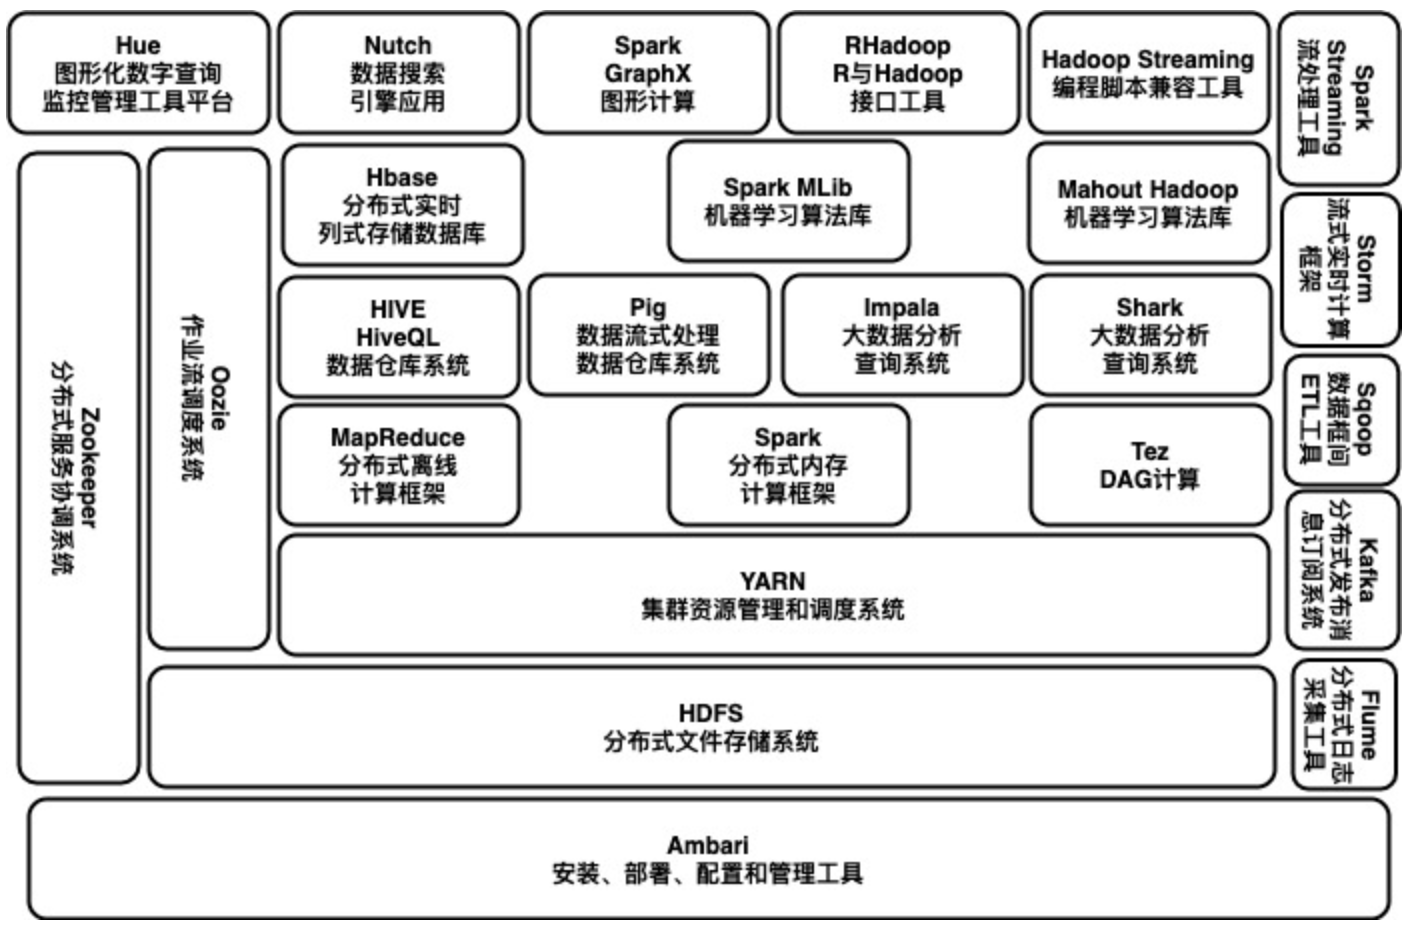 Hue
图形化数字查询
监控管理工具平台
Nutch
数据搜索
引擎应用
Spark
GraphX
图形计算
RHadoop
R与Hadoop
接口工具
Hadoop Streaming
编程脚本兼容工具
Spark
Streaming
流处理工具
Zookeeper
分布式服务协调系统
Oozie
作业流调度系统
Hbase
分布式实时
列式存储数据库
Spark MLib
机器学习算法库
Mahout Hadoop
机器学习算法库
Storm
流式实时计算
框架
HIVE
HiveQL
数据仓库系统
Pig
数据流式处理
数据仓库系统
Impala
大数据分析
查询系统
Shark
大数据分析
查询系统
Sqoop
数据框间
ETL工具
MapReduce
分布式离线
计算框架
Spark
分布式内存
计算框架
Tez
DAG计算
Kafka
分布式发布消
息订阅系统
YARN
集群资源管理和调度系统
HDFS
分布式文件存储系统
Flume
分布式日志
采集工具
Ambari
安装、部署、配置和管理工具